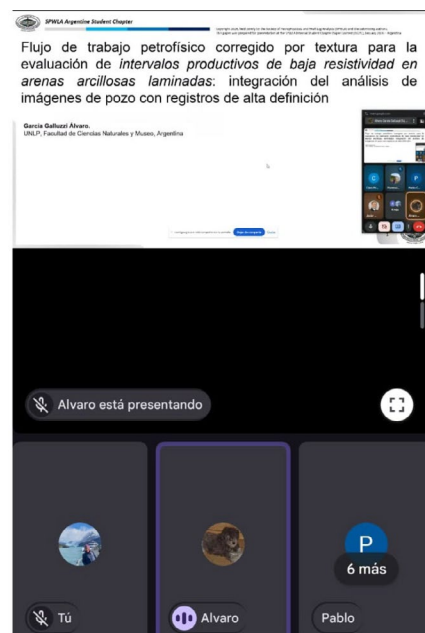 SPWLA Argentine Student Chapter
Flujo de trabajo petrofísico corregido por textura para la
evaluación de intervalos productivos de baja resistividad en
arenas arcillosas laminadas: integración del análisis de
imágenes de pozo con registros de alta definición
García Galluzzi Álvaro.
UNLP, Facultad de Ciencias Naturales y Museo, Argentina
Alvaro está presentando
P
6 más
Tú
Alvaro
Pablo